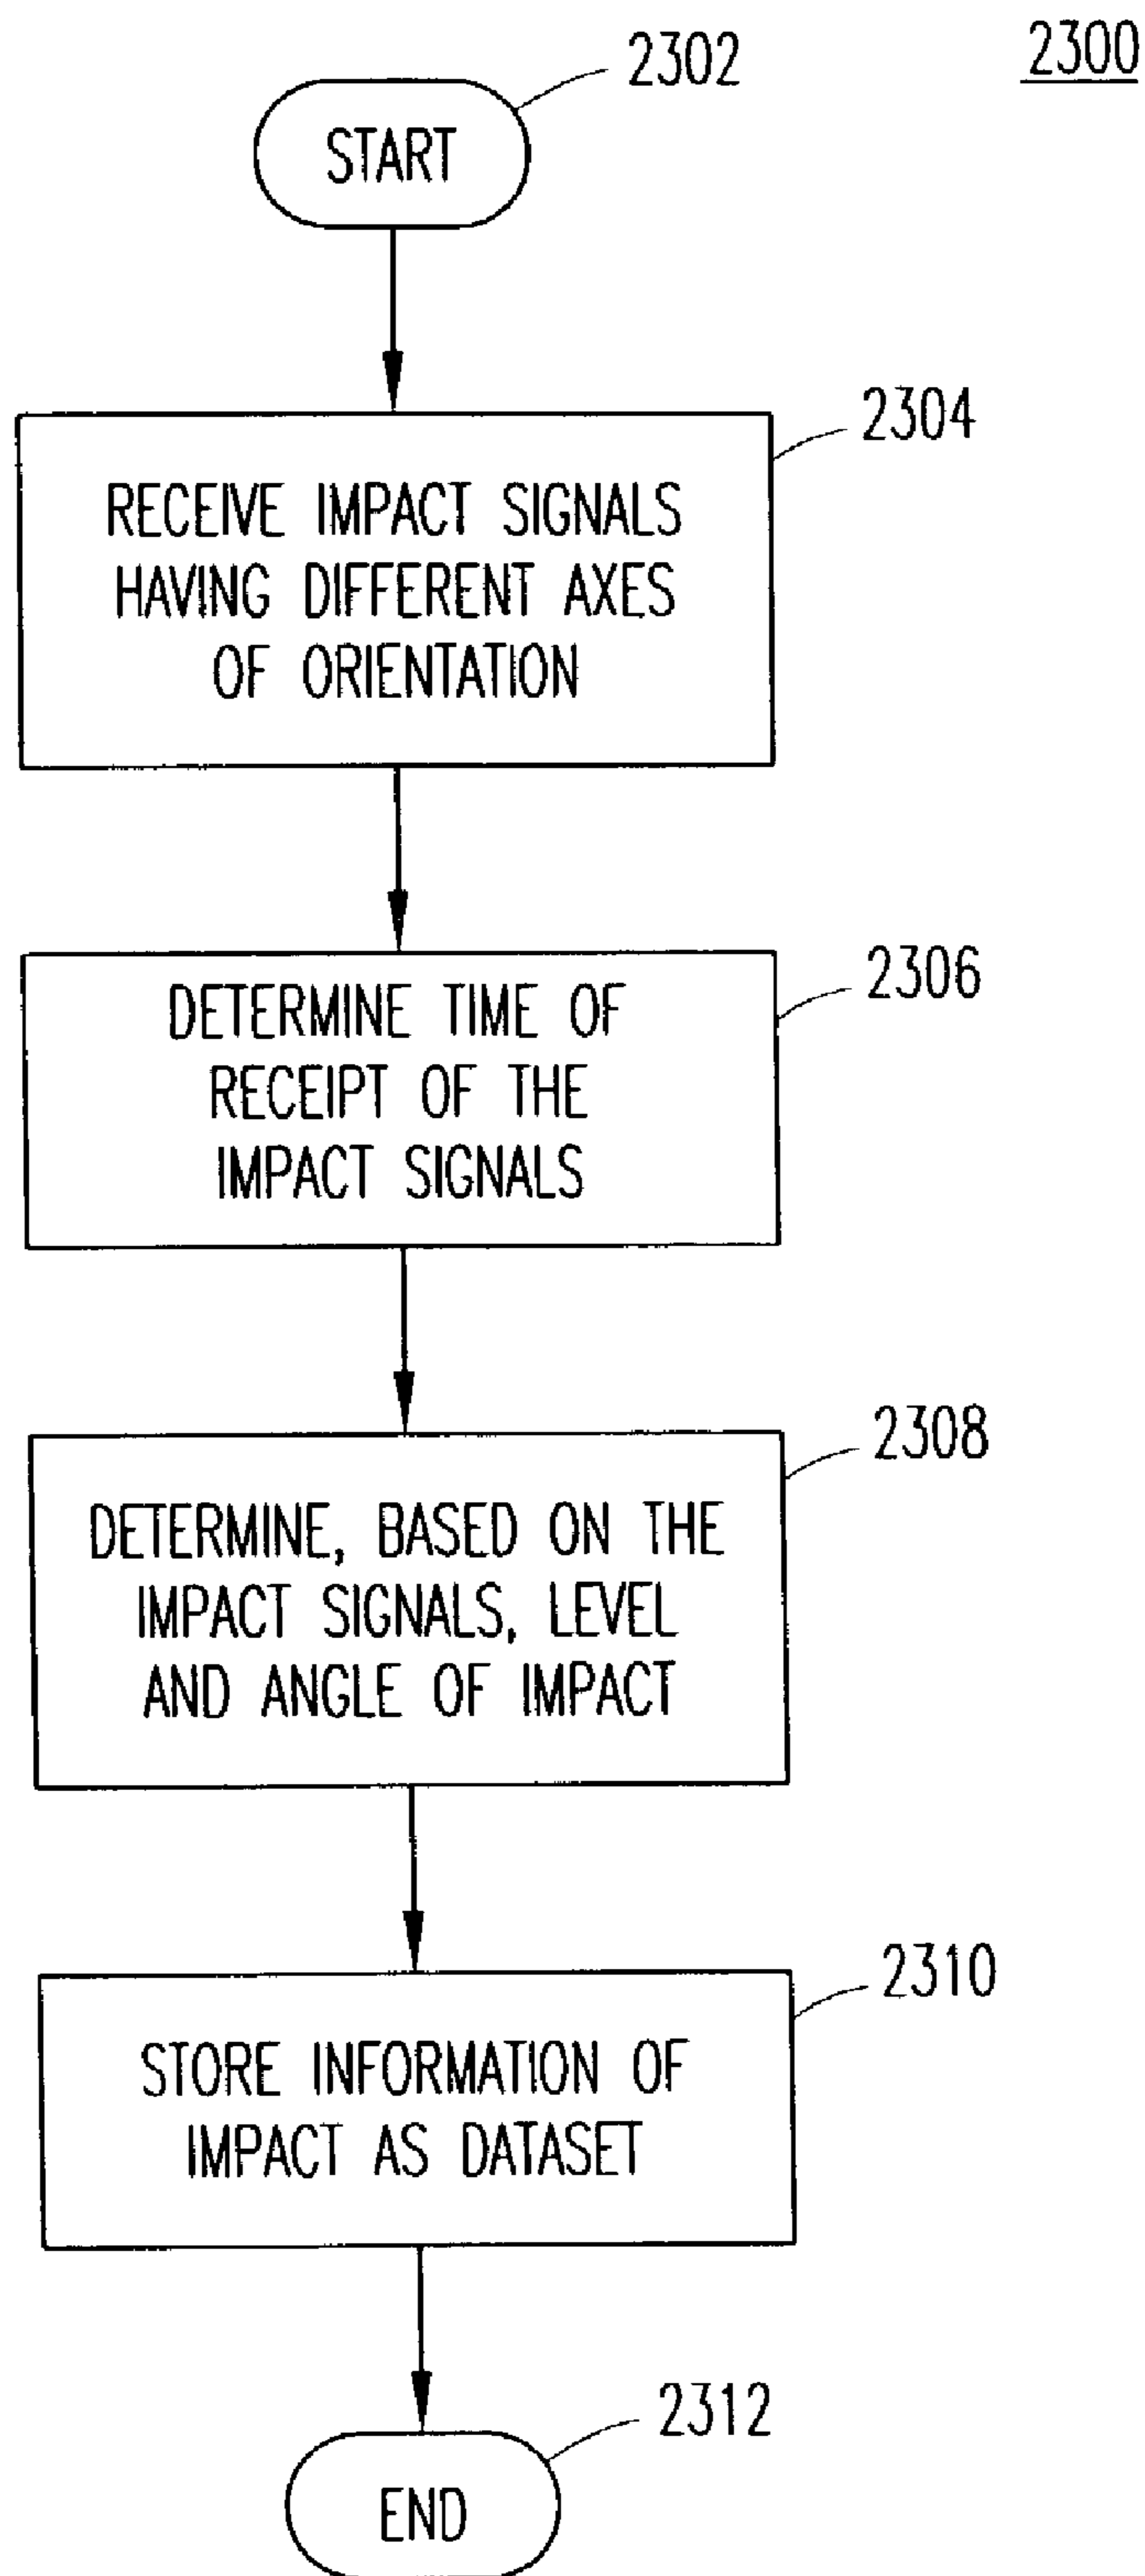 2300
2302
START
2304
RECEIVE IMPACT SIGNALS
HAVING DIFFERENT AXES
OF ORIENTATION
2306
DETERMINE TIME OF
RECEIPT OF THE
IMPACT SIGNALS
2308
DETERMINE, BASED ON THE
IMPACT SIGNALS, LEVEL
AND ANGLE OF IMPACT
2310
STORE INFORMATION OF
IMPACT AS DATASET
2312
END